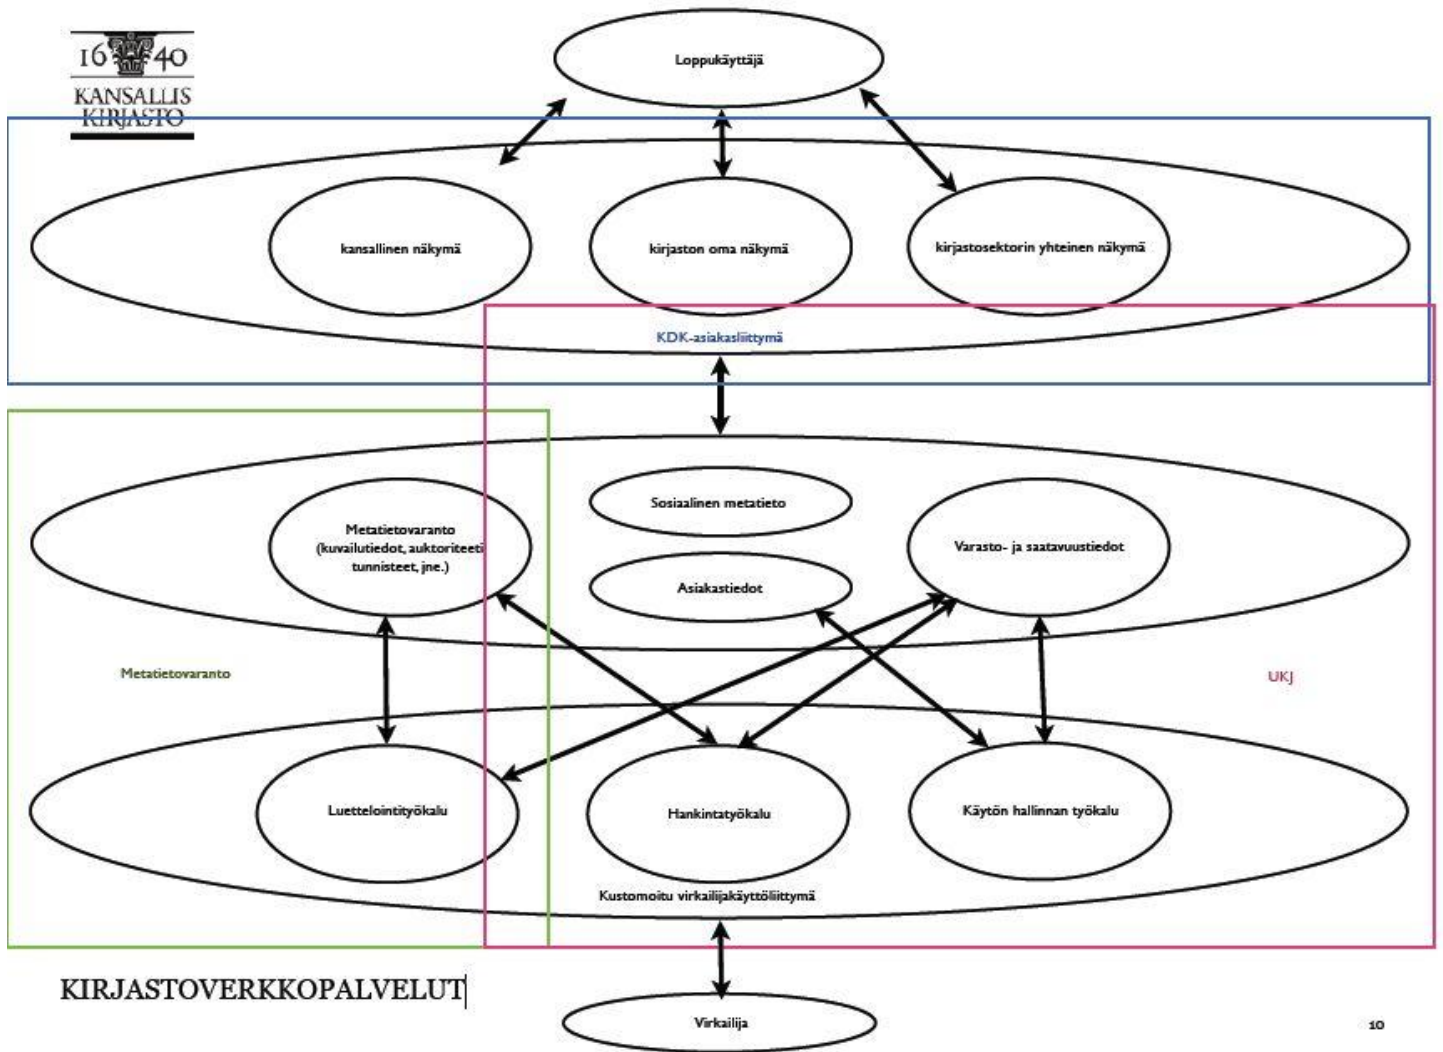 1640
KANSALLIS
KIRJASTO
Loppukäyttäjä
kansallinen näkymä
kirjaston oma näkymä
kirjastosektorin yhteinen näkymä
KDK-asiakasliittymä
Sosiaalinen metatieto
Metatietovaranto
(kuvailutiedot, auktoriteeti
tunnisteet, jne.)
Varasto- ja saatavuustiedot
Asiakastiedot
Metatietovaranto
UKJ
Luettelointityökalu
Hankintatyökalu
Käytön hallinnan työkalu
Kustomoitu virkailijakäyttöliittymä
KIRJASTOVERKKOPALVELUT
Virkailija
10